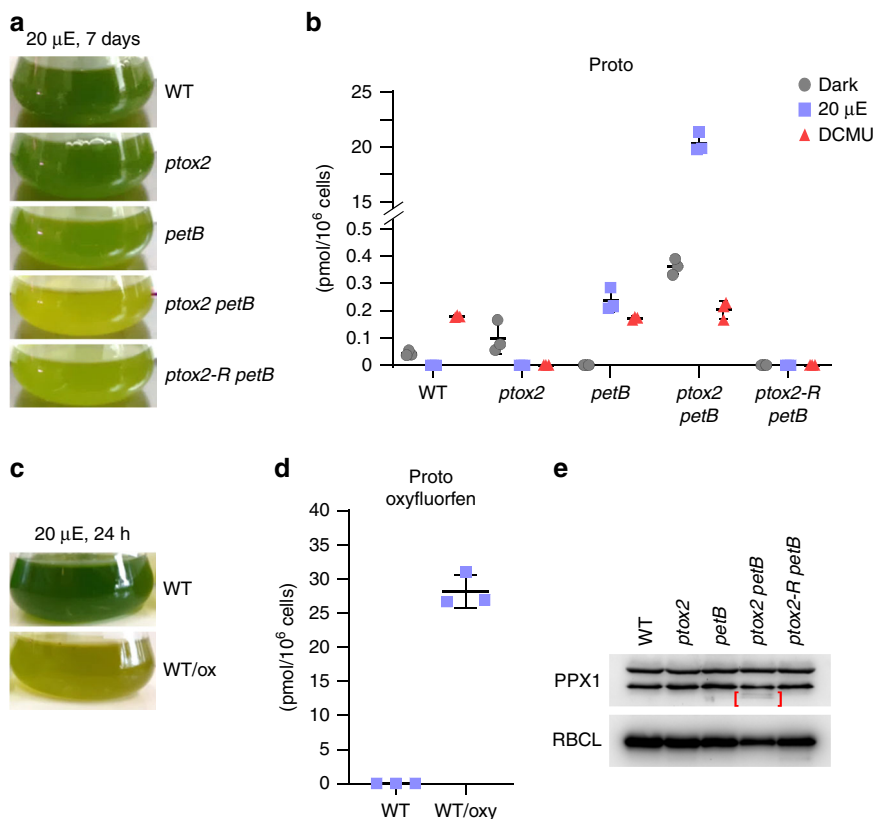 a
20 μE, 7 days
WT
ptox2
petB
ptox2 petB
ptox2-R petB
b
Proto
Dark
20 μE
DCMU
(pmol/10⁶ cells)
25
20
15
0.5
0.4
0.3
0.2
0.1
0
WT
ptox2
petB
ptox2
petB
ptox2-R
petB
c
20 μE, 24 h
WT
WT/ox
d
Proto
oxyfluorfen
(pmol/10⁶ cells)
40
35
30
25
20
15
10
5
0
WT
WT/oxy
e
WT
ptox2
petB
ptox2 petB
ptox2-R petB
PPX1
RBCL